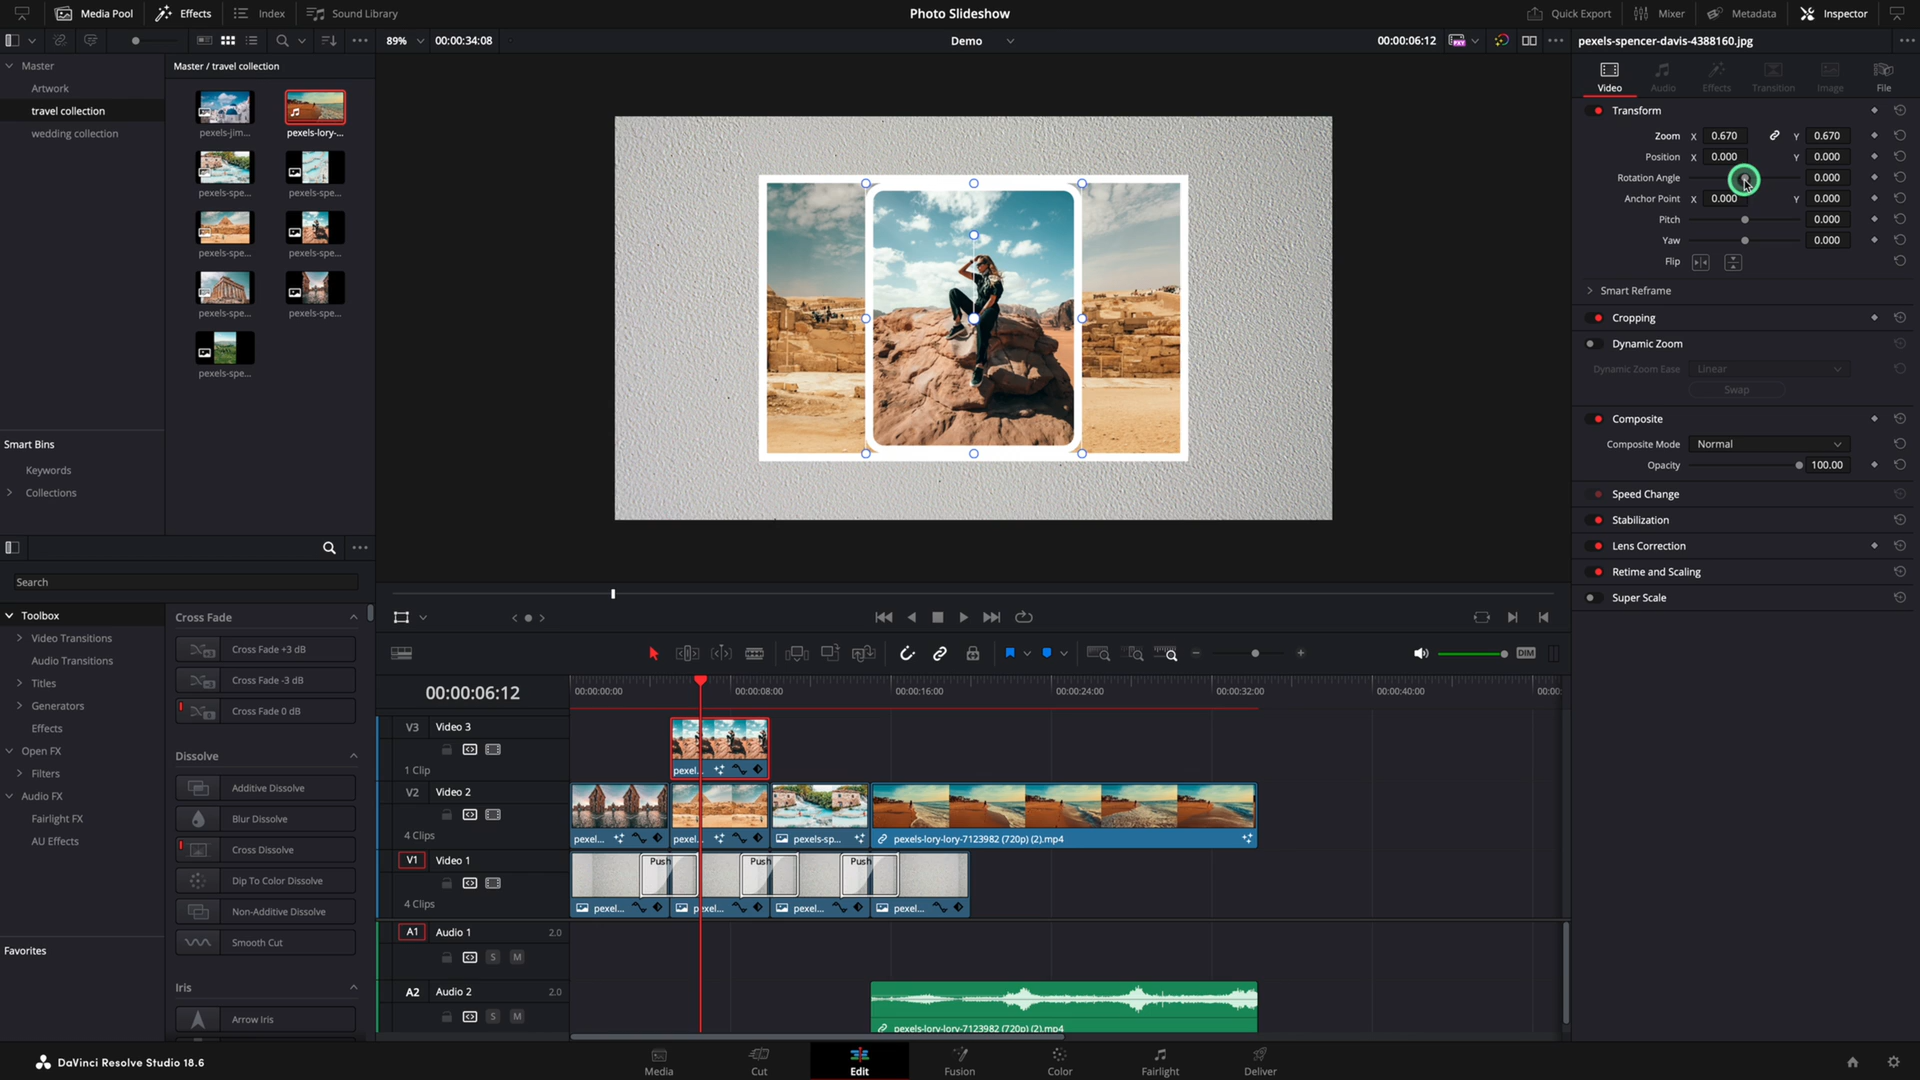 Media Pool
Effects
Index
Sound Library
Photo Slideshow
Quick Export
Mixer
Metadata
Inspector
89%
00:00:34:08
Demo
00:00:06:12
PXY
pexels-spencer-davis-4388160.jpg
Master
Artwork
travel collection
wedding collection
Master / travel collection
pexels-jim...
pexels-lory-...
pexels-spe...
pexels-spe...
pexels-spe...
pexels-spe...
pexels-spe...
pexels-spe...
pexels-spe...
Smart Bins
Keywords
Collections
Video
Audio
Effects
Transition
Image
File
Transform
Zoom X 0.670 Y 0.670
Position X 0.000 Y 0.000
Rotation Angle 0.000
Anchor Point X 0.000 Y 0.000
Pitch 0.000
Yaw 0.000
Flip
Smart Reframe
Cropping
Dynamic Zoom
Dynamic Zoom Ease Linear
Swap
Composite
Composite Mode Normal
Opacity 100.00
Speed Change
Stabilization
Lens Correction
Retime and Scaling
Super Scale
Search
Toolbox
Video Transitions
Audio Transitions
Titles
Generators
Effects
Open FX
Filters
Audio FX
Fairlight FX
AU Effects
Favorites
Cross Fade
Cross Fade +3 dB
Cross Fade -3 dB
Cross Fade 0 dB
Dissolve
Additive Dissolve
Blur Dissolve
Cross Dissolve
Dip To Color Dissolve
Non-Additive Dissolve
Smooth Cut
Iris
Arrow Iris
DIM
00:00:06:12
00:00:00:00
00:00:08:00
00:00:16:00
00:00:24:00
00:00:32:00
00:00:40:00
00:00:
V3 Video 3
1 Clip
pexel...
V2 Video 2
4 Clips
pexel...
pexel...
pexels-sp...
pexels-lory-lory-7123982 (720p) (2).mp4
V1 Video 1
4 Clips
Push
Push
Push
pexel...
pexel...
pexel...
pexel...
A1 Audio 1 2.0
S M
A2 Audio 2 2.0
S M
pexels-lory-lory-7123982 (720p) (2).mp4
DaVinci Resolve Studio 18.6
Media
Cut
Edit
Fusion
Color
Fairlight
Deliver